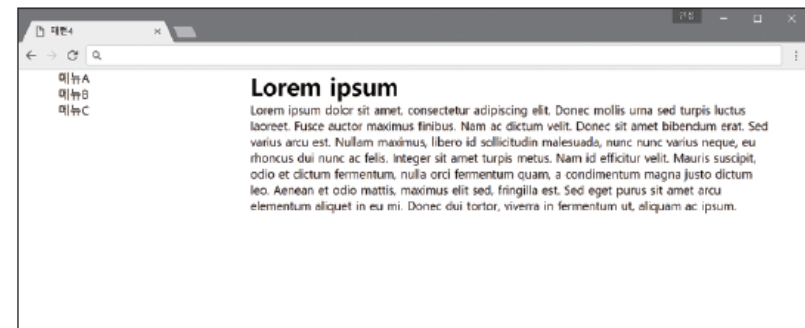 메뉴A
메뉴B
메뉴C
Lorem ipsum
Lorem ipsum dolor sit amet, consectetur adipiscing elit. Donec mollis urna sed turpis luctus
laoreet. Fusce auctor maximus finibus. Nam ac dictum velit. Donec sit amet bibendum erat. Sed
varius arcu est. Nullam maximus, libero id sollicitudin malesuada, nunc nunc varius neque, eu
rhoncus dui nunc ac felis. Integer sit amet turpis metus. Nam id efficitur velit. Mauris suscipit,
odio et dictum fermentum, nulla orci fermentum quam, a condimentum magna justo dictum
leo. Aenean et odio mattis, maximus elit sed, fringilla est. Sed eget purus sit amet arcu
elementum aliquet in eu mi. Donec dui tortor, viverra in fermentum ut, aliquam ac ipsum.